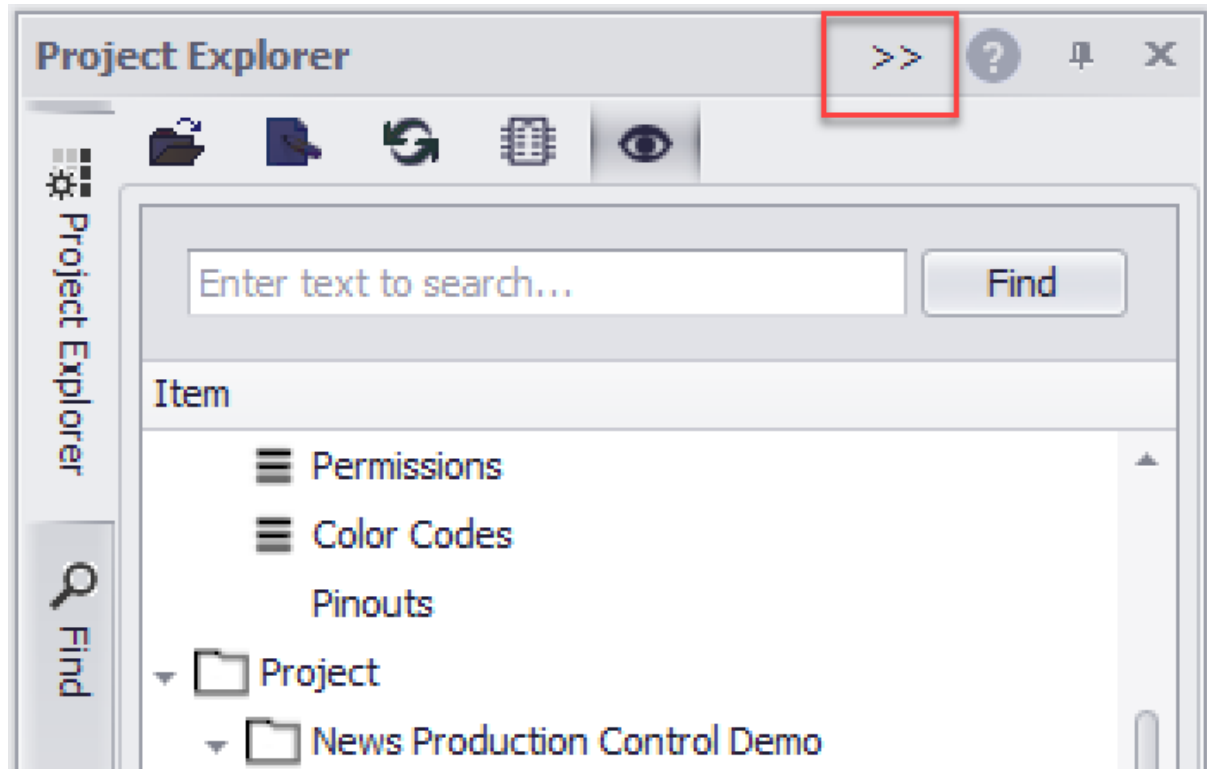 Project Explorer >> ?
Project Explorer
Enter text to search... Find
Item
Permissions
Color Codes
Pinouts
Find
Project
News Production Control Demo